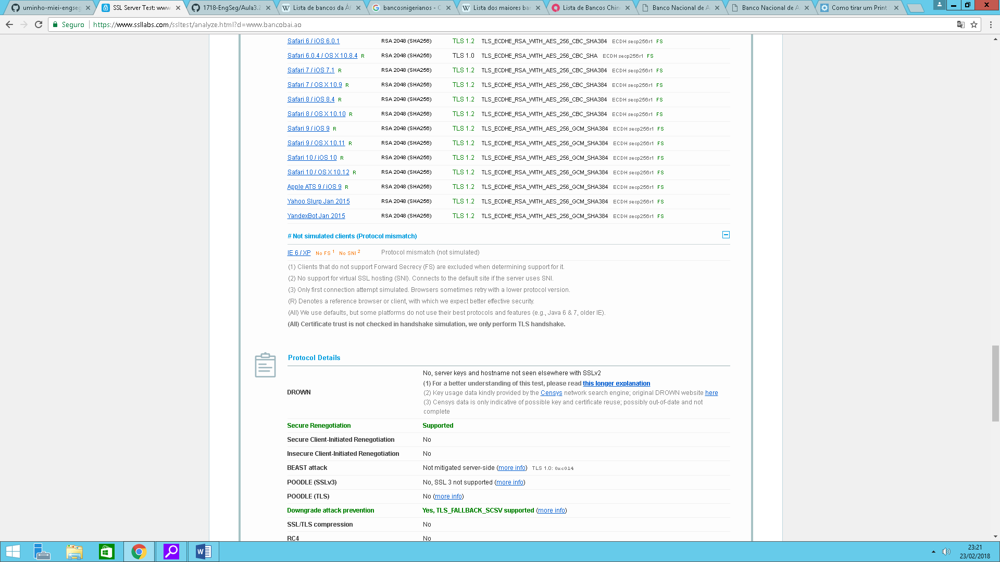 uminho-miei-engseg
SSL Server Test: www
1718-EngSeg/Aula3.2
Lista de bancos da Áf
bancosnigerianos - G
Lista dos maiores ban
Lista de Bancos Chin
Banco Nacional de A
Banco Nacional de A
Como tirar um Print
Seguro https://www.ssllabs.com/ssltest/analyze.html?d=www.bancobai.ao
Safari 6 / iOS 6.0.1 RSA 2048 (SHA256) TLS 1.2 TLS_ECDHE_RSA_WITH_AES_256_CBC_SHA384 ECDH secp256r1 FS
Safari 6.0.4 / OS X 10.8.4 R RSA 2048 (SHA256) TLS 1.0 TLS_ECDHE_RSA_WITH_AES_256_CBC_SHA ECDH secp256r1 FS
Safari 7 / iOS 7.1 R RSA 2048 (SHA256) TLS 1.2 TLS_ECDHE_RSA_WITH_AES_256_CBC_SHA384 ECDH secp256r1 FS
Safari 7 / OS X 10.9 R RSA 2048 (SHA256) TLS 1.2 TLS_ECDHE_RSA_WITH_AES_256_CBC_SHA384 ECDH secp256r1 FS
Safari 8 / iOS 8.4 R RSA 2048 (SHA256) TLS 1.2 TLS_ECDHE_RSA_WITH_AES_256_CBC_SHA384 ECDH secp256r1 FS
Safari 8 / OS X 10.10 R RSA 2048 (SHA256) TLS 1.2 TLS_ECDHE_RSA_WITH_AES_256_CBC_SHA384 ECDH secp256r1 FS
Safari 9 / iOS 9 R RSA 2048 (SHA256) TLS 1.2 TLS_ECDHE_RSA_WITH_AES_256_GCM_SHA384 ECDH secp256r1 FS
Safari 9 / OS X 10.11 R RSA 2048 (SHA256) TLS 1.2 TLS_ECDHE_RSA_WITH_AES_256_GCM_SHA384 ECDH secp256r1 FS
Safari 10 / iOS 10 R RSA 2048 (SHA256) TLS 1.2 TLS_ECDHE_RSA_WITH_AES_256_GCM_SHA384 ECDH secp256r1 FS
Safari 10 / OS X 10.12 R RSA 2048 (SHA256) TLS 1.2 TLS_ECDHE_RSA_WITH_AES_256_GCM_SHA384 ECDH secp256r1 FS
Apple ATS 9 / iOS 9 R RSA 2048 (SHA256) TLS 1.2 TLS_ECDHE_RSA_WITH_AES_256_GCM_SHA384 ECDH secp256r1 FS
Yahoo Slurp Jan 2015 RSA 2048 (SHA256) TLS 1.2 TLS_ECDHE_RSA_WITH_AES_256_GCM_SHA384 ECDH secp256r1 FS
YandexBot Jan 2015 RSA 2048 (SHA256) TLS 1.2 TLS_ECDHE_RSA_WITH_AES_256_GCM_SHA384 ECDH secp256r1 FS
# Not simulated clients (Protocol mismatch)
IE 6 / XP No FS 1 No SNI 2 Protocol mismatch (not simulated)
(1) Clients that do not support Forward Secrecy (FS) are excluded when determining support for it.
(2) No support for virtual SSL hosting (SNI). Connects to the default site if the server uses SNI.
(3) Only first connection attempt simulated. Browsers sometimes retry with a lower protocol version.
(R) Denotes a reference browser or client, with which we expect better effective security.
(All) We use defaults, but some platforms do not use their best protocols and features (e.g., Java 6 & 7, older IE).
(All) Certificate trust is not checked in handshake simulation, we only perform TLS handshake.
Protocol Details
No, server keys and hostname not seen elsewhere with SSLv2
(1) For a better understanding of this test, please read this longer explanation
DROWN
(2) Key usage data kindly provided by the Censys network search engine; original DROWN website here
(3) Censys data is only indicative of possible key and certificate reuse; possibly out-of-date and not
complete
Secure Renegotiation Supported
Secure Client-Initiated Renegotiation No
Insecure Client-Initiated Renegotiation No
BEAST attack Not mitigated server-side (more info) TLS 1.0: 0xc014
POODLE (SSLv3) No, SSL 3 not supported (more info)
POODLE (TLS) No (more info)
Downgrade attack prevention Yes, TLS_FALLBACK_SCSV supported (more info)
SSL/TLS compression No
RC4 No
23:21
23/02/2018